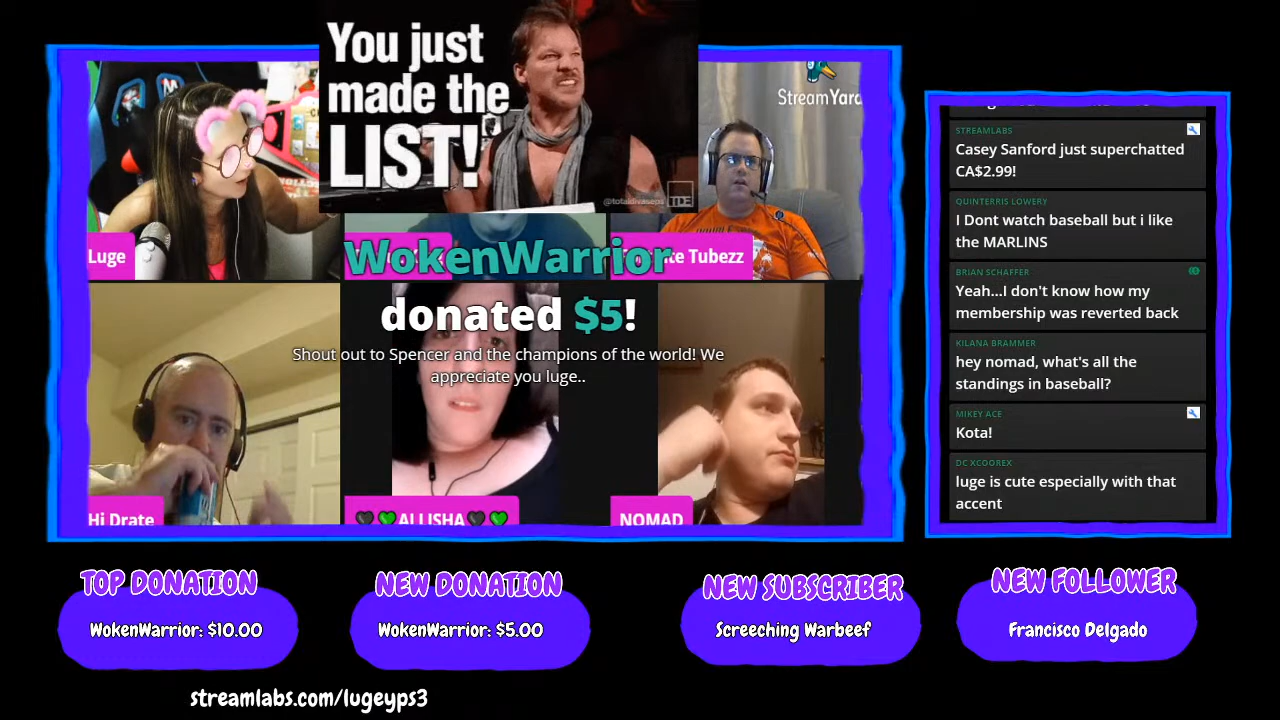 You just
made the
LIST!
@totaldivaseps
TDE
StreamYard
Luge
WokenWarrior
te Tubezz
donated $5!
Shout out to Spencer and the champions of the world! We
appreciate you luge..
Hi Drate
🖤💚ALLISHA🖤💚
NOMAD
STREAMLABS
Casey Sanford just superchatted
CA$2.99!
QUINTERRIS LOWERY
I Dont watch baseball but i like
the MARLINS
BRIAN SCHAFFER
Yeah...I don't know how my
membership was reverted back
KILANA BRAMMER
hey nomad, what's all the
standings in baseball?
MIKEY ACE
Kota!
DC XCOOREX
luge is cute especially with that
accent
TOP DONATION
WokenWarrior: $10.00
NEW DONATION
WokenWarrior: $5.00
NEW SUBSCRIBER
Screeching Warbeef
NEW FOLLOWER
Francisco Delgado
streamlabs.com/lugeyps3